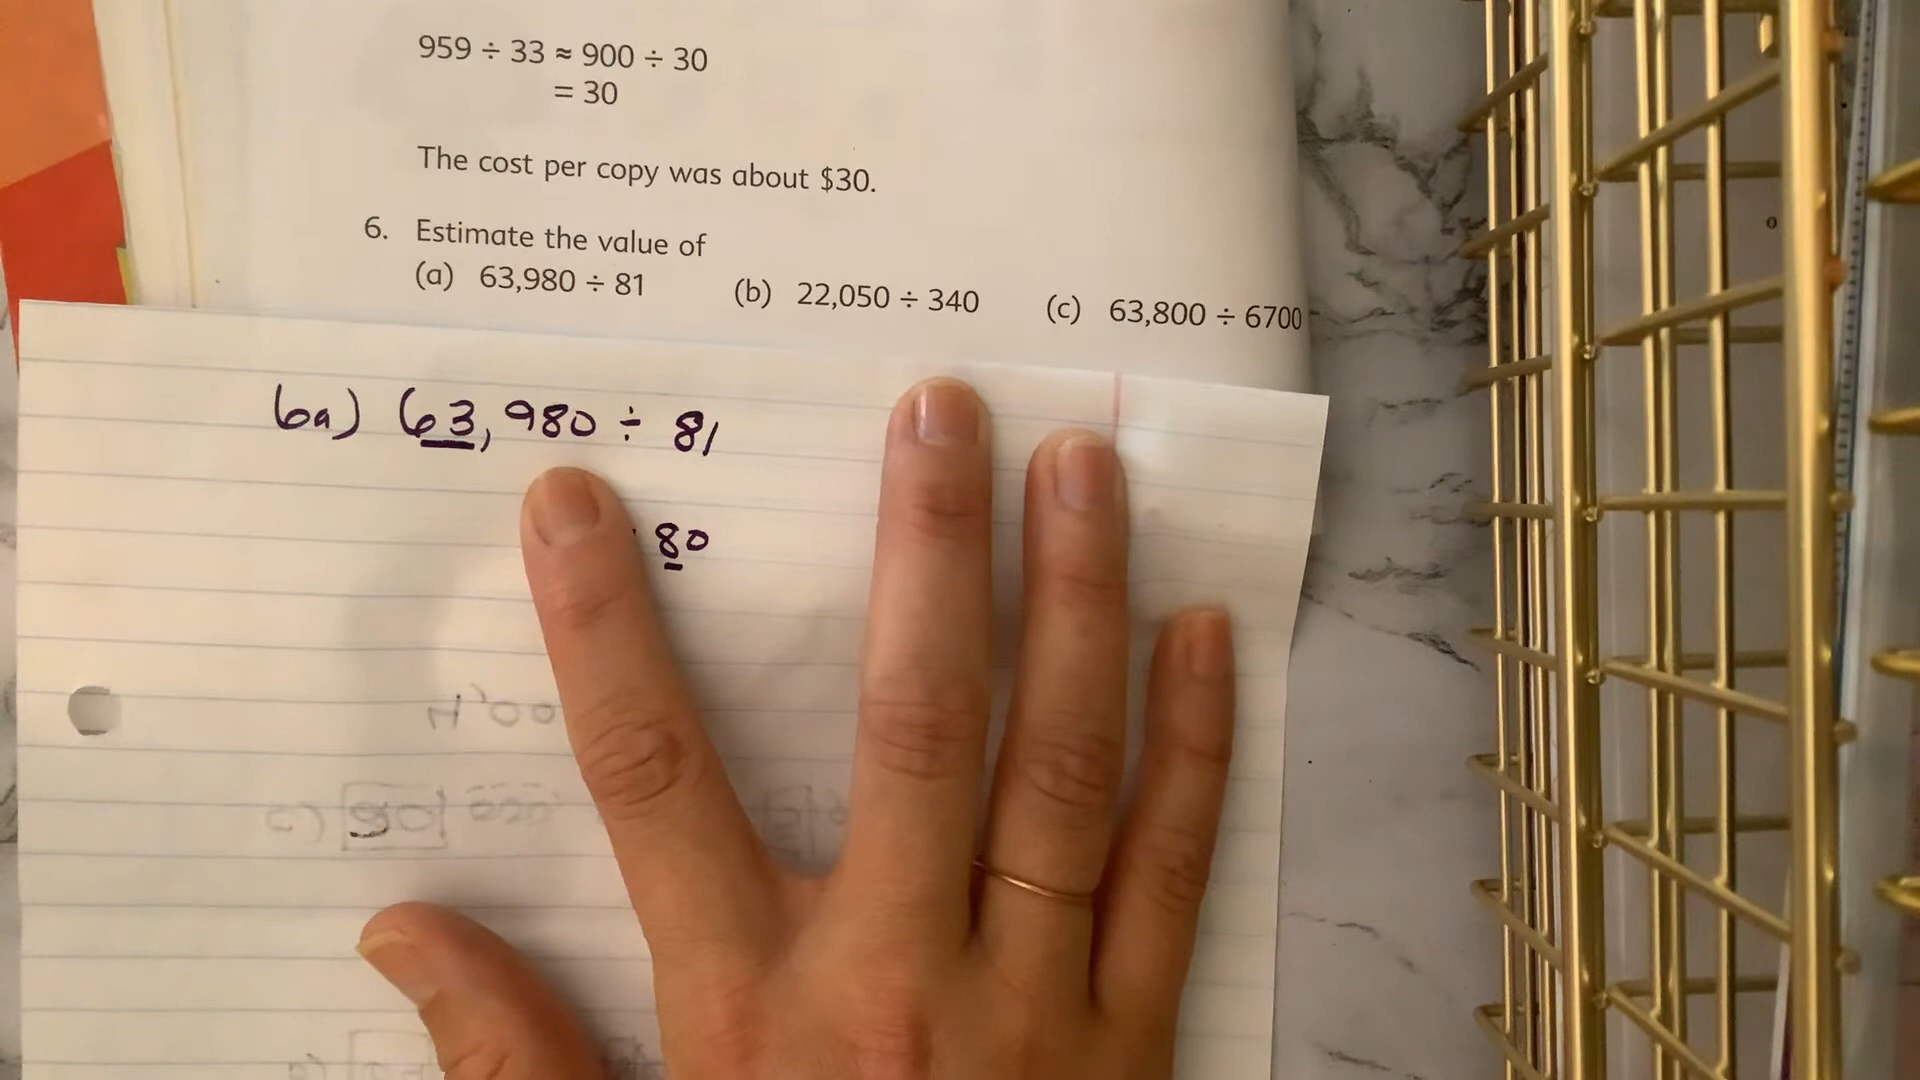 959 ÷ 33 ≈ 900 ÷ 30
= 30
The cost per copy was about $30.
6. Estimate the value of
(a) 63,980 ÷ 81 (b) 22,050 ÷ 340 (c) 63,800 ÷ 6700
6a) 63,980 ÷ 81
80